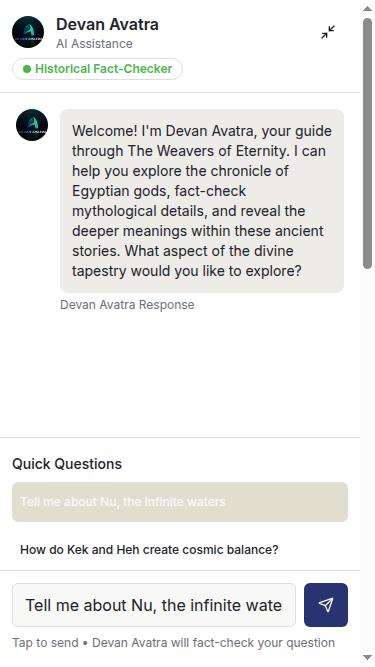 Devan Avatra
AI Assistance
Historical Fact-Checker
Welcome! I'm Devan Avatra, your guide
through The Weavers of Eternity. I can
help you explore the chronicle of
Egyptian gods, fact-check
mythological details, and reveal the
deeper meanings within these ancient
stories. What aspect of the divine
tapestry would you like to explore?
Devan Avatra Response
Quick Questions
Tell me about Nu, the infinite waters
How do Kek and Heh create cosmic balance?
Tell me about Nu, the infinite wate
Tap to send • Devan Avatra will fact-check your question